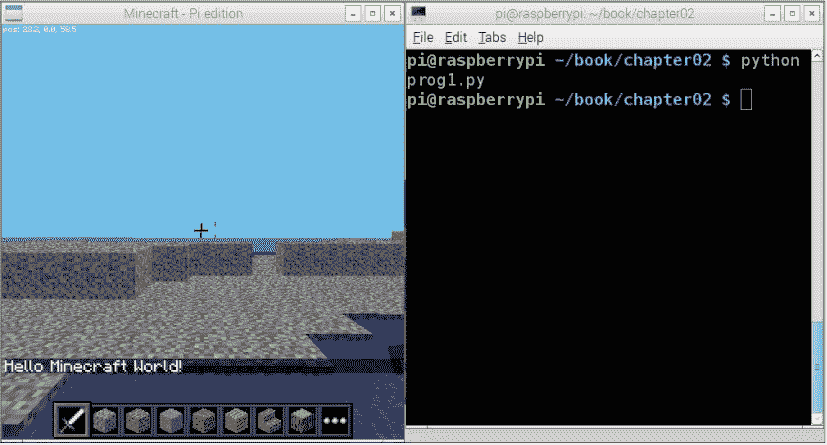 Minecraft - Pi edition
Hello Minecraft World!
pi@raspberrypi: ~/book/chapter02
File Edit Tabs Help
pi@raspberrypi ~/book/chapter02 $ python
prog1.py
pi@raspberrypi ~/book/chapter02 $